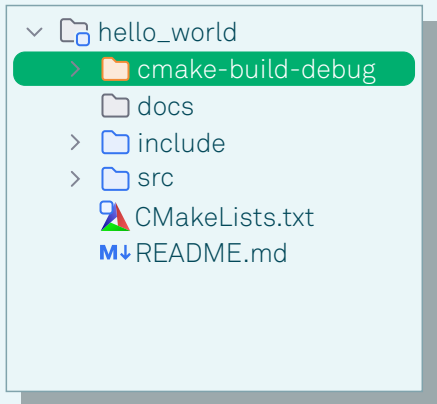 hello_world
cmake-build-debug
docs
include
src
CMakeLists.txt
M↓ README.md